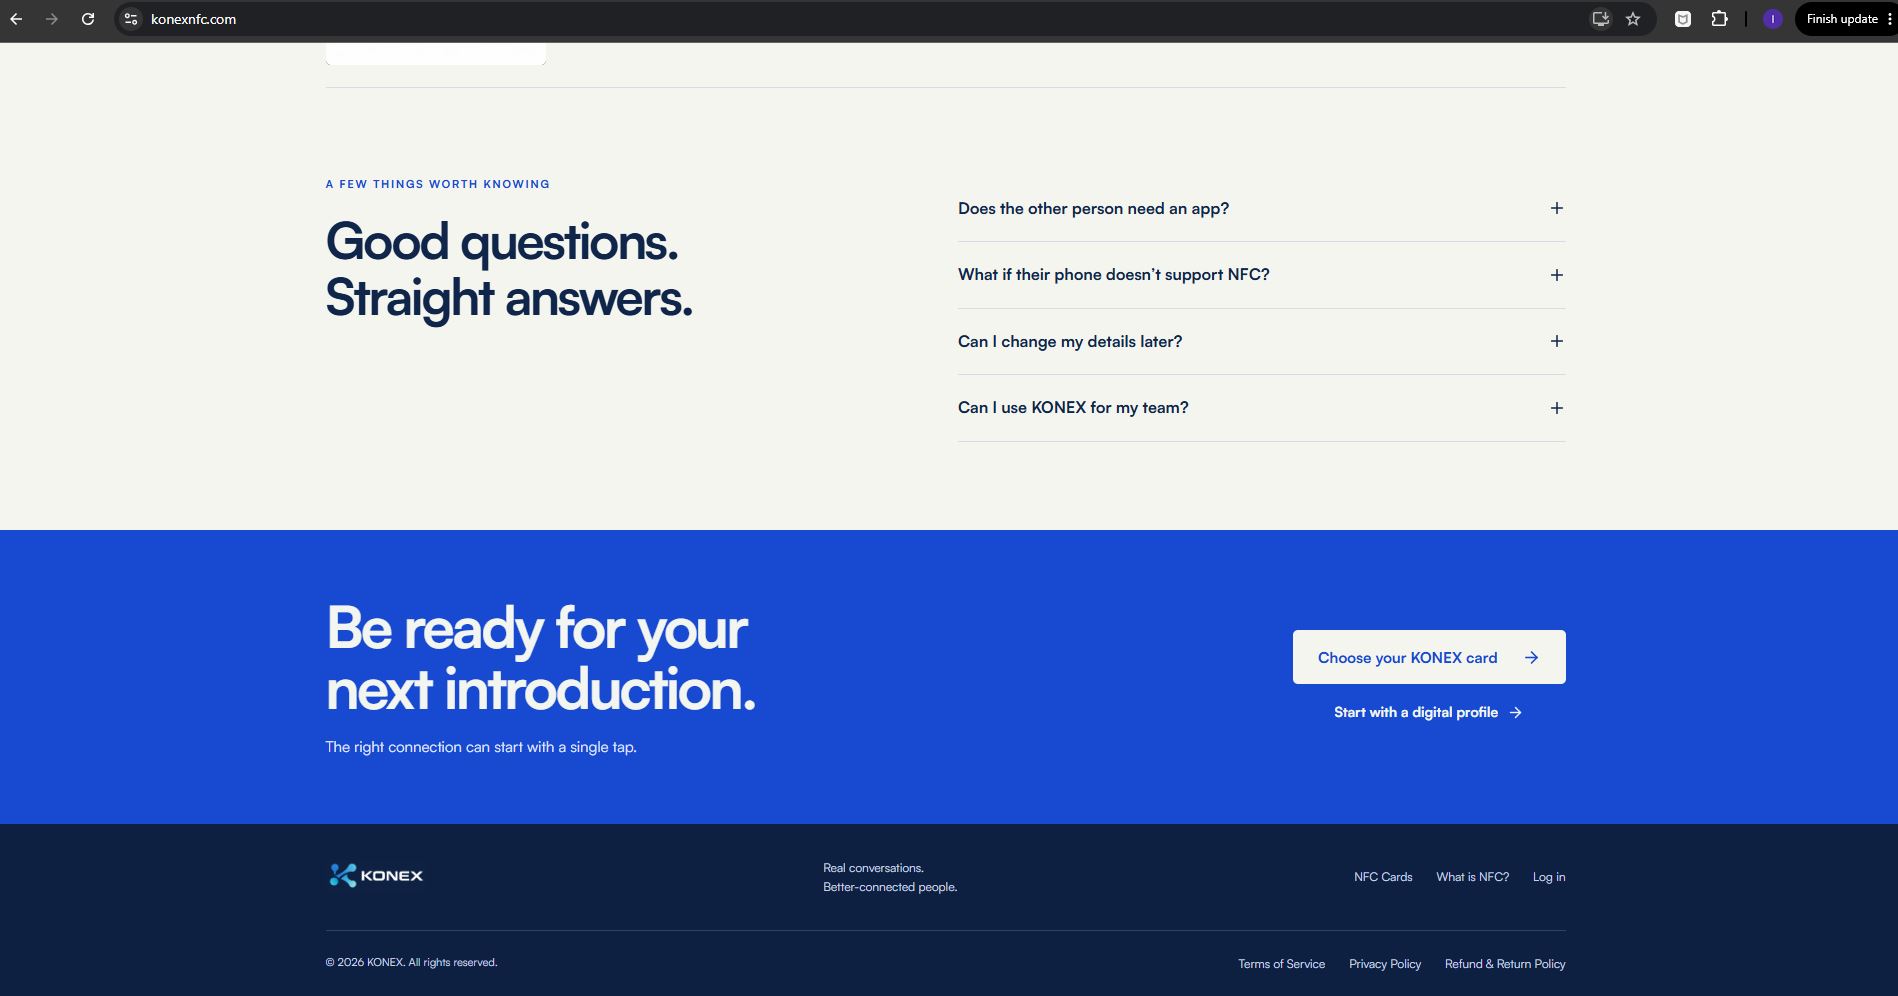 konexnfc.com
Finish update
A FEW THINGS WORTH KNOWING
Good questions.
Straight answers.
Does the other person need an app?
What if their phone doesn’t support NFC?
Can I change my details later?
Can I use KONEX for my team?
Be ready for your
next introduction.
The right connection can start with a single tap.
Choose your KONEX card
Start with a digital profile
KONEX
Real conversations.
Better-connected people.
NFC Cards
What is NFC?
Log in
© 2026 KONEX. All rights reserved.
Terms of Service
Privacy Policy
Refund & Return Policy